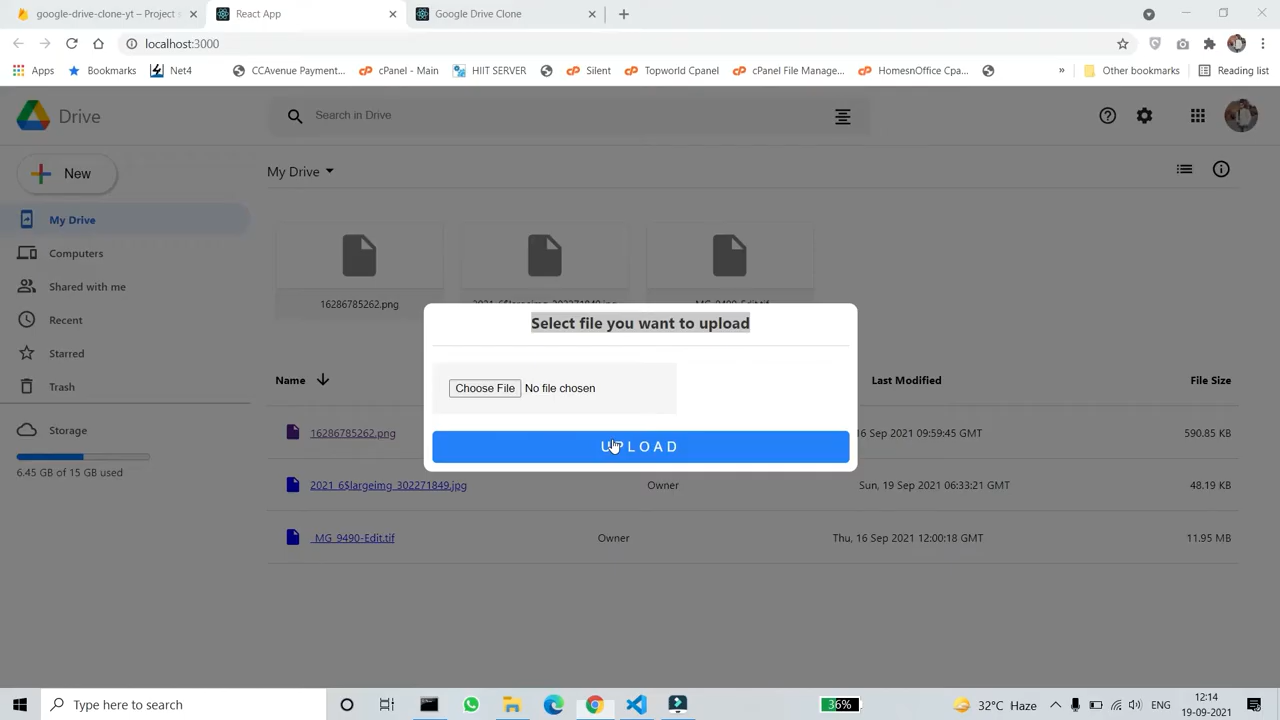 google-drive-clone-yt – Project s
React App
Google Drive Clone
localhost:3000
Apps
Bookmarks
Net4
CCAvenue Payment...
cPanel - Main
HIIT SERVER
Silent
Topworld Cpanel
cPanel File Manage...
HomesnOffice Cpa...
»
Other bookmarks
Reading list
Drive
Search in Drive
New
My Drive
My Drive
Computers
Shared with me
Recent
Starred
Trash
Storage
6.45 GB of 15 GB used
16286785262.png
2021_6$largeimg_302271849.jpg
_MG_9490-Edit.tif
Select file you want to upload
Choose File No file chosen
UPLOAD
Name
Last Modified
File Size
16286785262.png
16 Sep 2021 09:59:45 GMT
590.85 KB
2021_6$largeimg_302271849.jpg
Owner
Sun, 19 Sep 2021 06:33:21 GMT
48.19 KB
_MG_9490-Edit.tif
Owner
Thu, 16 Sep 2021 12:00:18 GMT
11.95 MB
Type here to search
36%
32°C Haze
ENG
12:14
19-09-2021